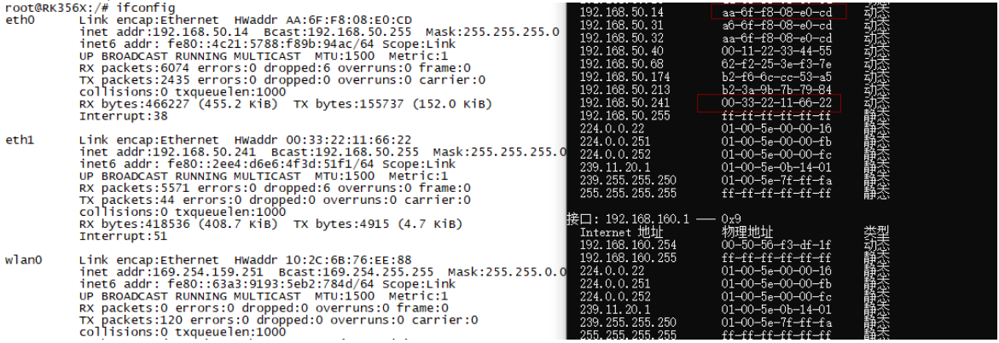 root@RK356X:/# ifconfig
eth0 Link encap:Ethernet HWaddr AA:6F:F8:08:E0:CD
inet addr:192.168.50.14 Bcast:192.168.50.255 Mask:255.255.255.0
inet6 addr: fe80::4c21:5788:f89b:94ac/64 Scope:Link
UP BROADCAST RUNNING MULTICAST MTU:1500 Metric:1
RX packets:6074 errors:0 dropped:6 overruns:0 frame:0
TX packets:2435 errors:0 dropped:0 overruns:0 carrier:0
collisions:0 txqueuelen:1000
RX bytes:466227 (455.2 KiB) TX bytes:155737 (152.0 KiB)
Interrupt:38
eth1 Link encap:Ethernet HWaddr 00:33:22:11:66:22
inet addr:192.168.50.241 Bcast:192.168.50.255 Mask:255.255.255.0
inet6 addr: fe80::2ee4:d6e6:4f3d:51f1/64 Scope:Link
UP BROADCAST RUNNING MULTICAST MTU:1500 Metric:1
RX packets:5571 errors:0 dropped:6 overruns:0 frame:0
TX packets:44 errors:0 dropped:0 overruns:0 carrier:0
collisions:0 txqueuelen:1000
RX bytes:418536 (408.7 KiB) TX bytes:4915 (4.7 KiB)
Interrupt:51
wlan0 Link encap:Ethernet HWaddr 10:2C:6B:76:EE:88
inet addr:169.254.159.251 Bcast:169.254.255.255 Mask:255.255.0.0
inet6 addr: fe80::63a3:9193:5eb2:784d/64 Scope:Link
UP BROADCAST RUNNING MULTICAST MTU:1500 Metric:1
RX packets:0 errors:0 dropped:0 overruns:0 frame:0
TX packets:120 errors:0 dropped:0 overruns:0 carrier:0
collisions:0 txqueuelen:1000
192.168.50.14 aa-6f-f8-08-e0-cd 动态
192.168.50.31 a6-6f-f8-08-e0-cd 动态
192.168.50.32 aa-6f-f8-08-e0-cd 动态
192.168.50.40 00-11-22-33-44-55 动态
192.168.50.68 62-f2-25-3e-f3-7e 动态
192.168.50.174 b2-f6-6c-cc-53-a5 动态
192.168.50.213 b2-3a-9b-7b-79-84 动态
192.168.50.241 00-33-22-11-66-22 动态
192.168.50.255 ff-ff-ff-ff-ff-ff 静态
224.0.0.22 01-00-5e-00-00-16 静态
224.0.0.251 01-00-5e-00-00-fb 静态
224.0.0.252 01-00-5e-00-00-fc 静态
239.11.20.1 01-00-5e-0b-14-01 静态
239.255.255.250 01-00-5e-7f-ff-fa 静态
255.255.255.255 ff-ff-ff-ff-ff-ff 静态
接口: 192.168.160.1 --- 0x9
Internet 地址 物理地址 类型
192.168.160.254 00-50-56-f3-df-1f 动态
192.168.160.255 ff-ff-ff-ff-ff-ff 静态
224.0.0.22 01-00-5e-00-00-16 静态
224.0.0.251 01-00-5e-00-00-fb 静态
224.0.0.252 01-00-5e-00-00-fc 静态
239.11.20.1 01-00-5e-0b-14-01 静态
239.255.255.250 01-00-5e-7f-ff-fa 静态
255.255.255.255 ff-ff-ff-ff-ff-ff 静态